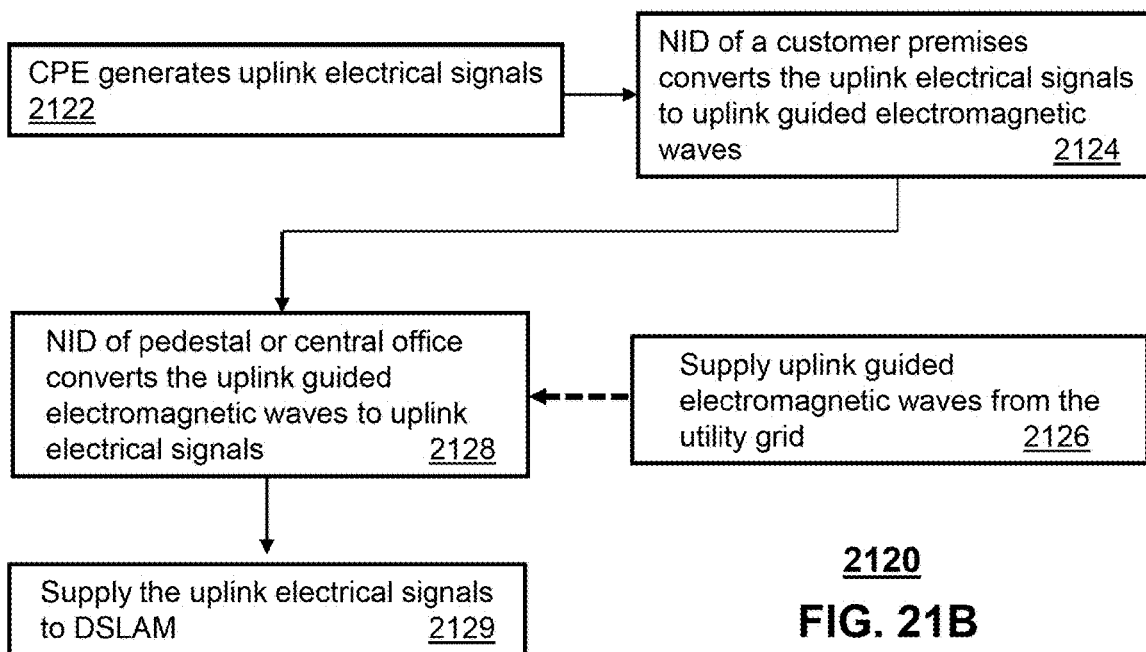 CPE generates uplink electrical signals
2122
NID of a customer premises
converts the uplink electrical signals
to uplink guided electromagnetic
waves 2124
NID of pedestal or central office
converts the uplink guided
electromagnetic waves to uplink
electrical signals 2128
Supply uplink guided
electromagnetic waves from the
utility grid 2126
Supply the uplink electrical signals
to DSLAM 2129
2120
FIG. 21B